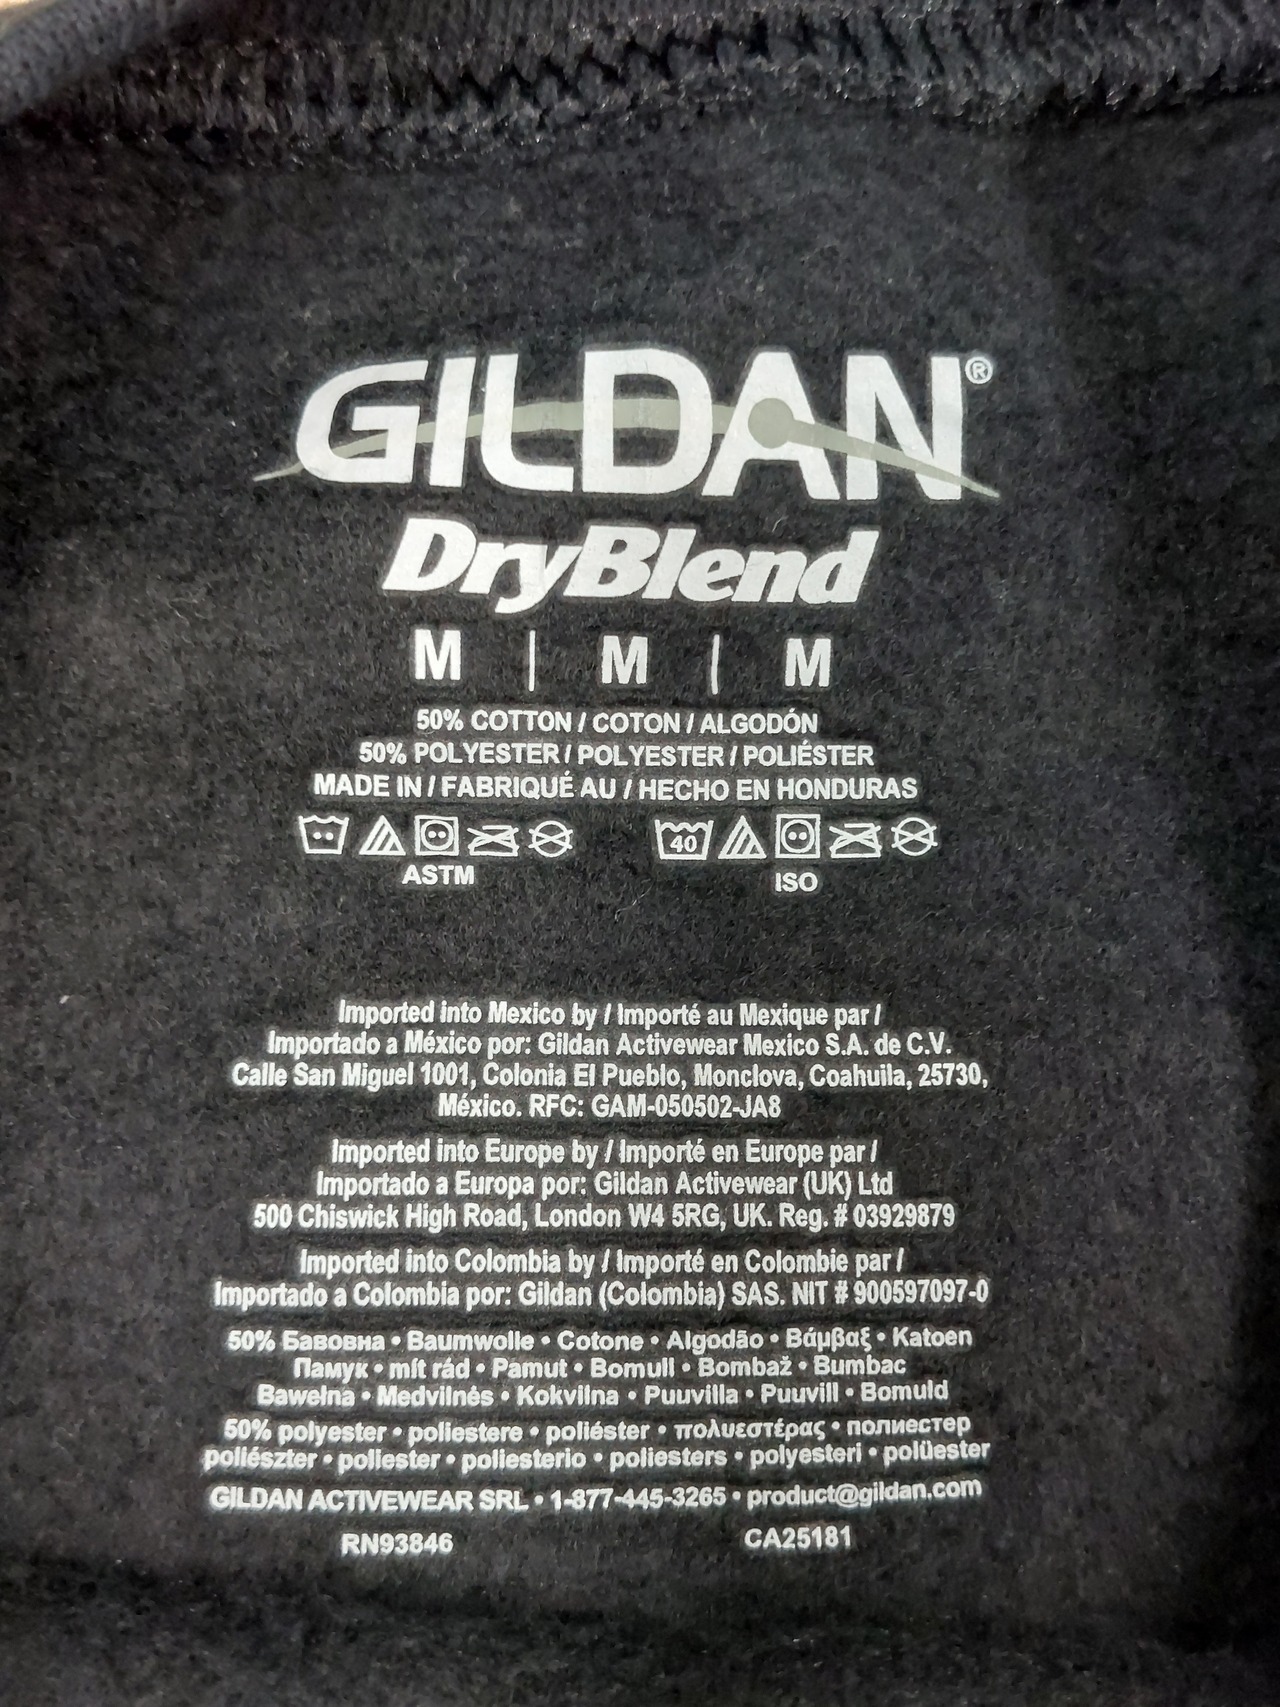 GILDAN®
DryBlend
M | M | M
50% COTTON / COTON / ALGODÓN
50% POLYESTER / POLYESTER / POLIÉSTER
MADE IN / FABRIQUÉ AU / HECHO EN HONDURAS
40
ASTM ISO
Imported into Mexico by / Importé au Mexique par /
Importado a México por: Gildan Activewear Mexico S.A. de C.V.
Calle San Miguel 1001, Colonia El Pueblo, Monclova, Coahuila, 25730,
México. RFC: GAM-050502-JA8
Imported into Europe by / Importé en Europe par /
Importado a Europa por: Gildan Activewear (UK) Ltd
500 Chiswick High Road, London W4 5RG, UK. Reg. # 03929879
Imported into Colombia by / Importé en Colombie par /
Importado a Colombia por: Gildan (Colombia) SAS. NIT # 900597097-0
50% Бавовна • Baumwolle • Cotone • Algodão • Βάμβαξ • Katoen
Памук • mít rád • Pamut • Bomull • Bombaž • Bumbac
Bawełna • Medvilnės • Kokvilna • Puuvilla • Puuvill • Bomuld
50% polyester • poliestere • poliéster • πολυεστέρας • полиестер
poliészter • poliester • poliesterio • poliesters • polyesteri • polüester
GILDAN ACTIVEWEAR SRL • 1-877-445-3265 • product@gildan.com
RN93846 CA25181